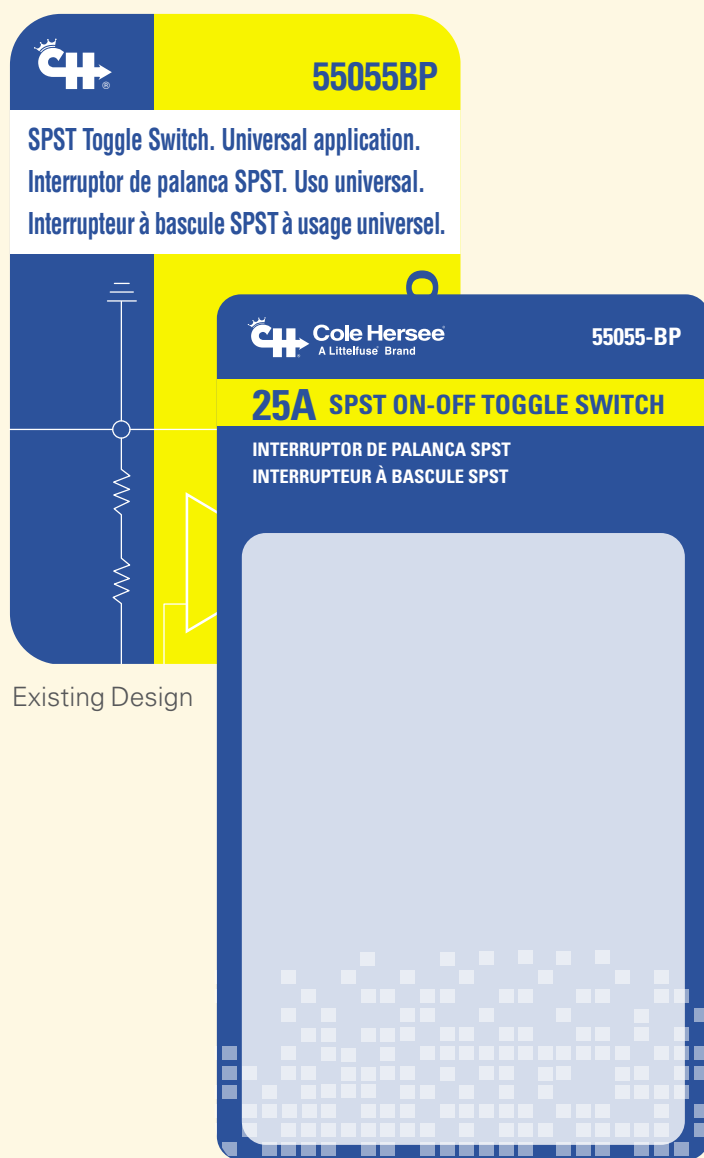 CH®
55055BP
SPST Toggle Switch. Universal application.
Interruptor de palanca SPST. Uso universal.
Interrupteur à bascule SPST à usage universel.
Existing Design
CH Cole Hersee®
A Littelfuse® Brand
55055-BP
25A SPST ON-OFF TOGGLE SWITCH
INTERRUPTOR DE PALANCA SPST
INTERRUPTEUR À BASCULE SPST